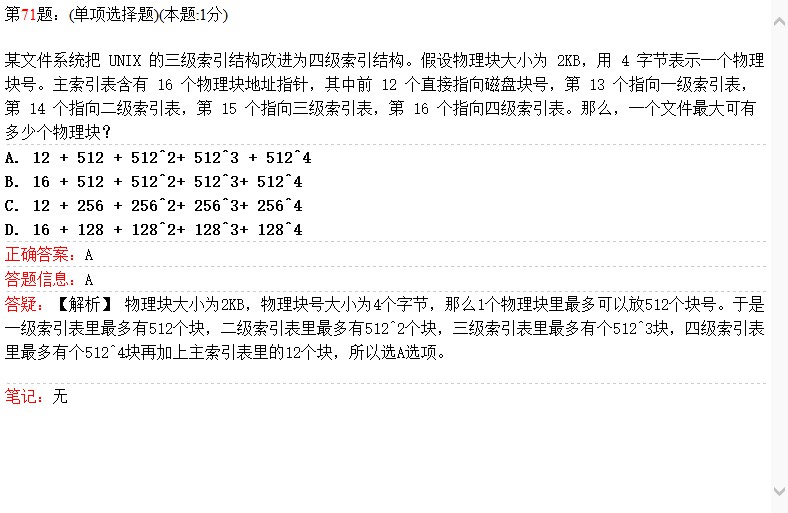 第71题：(单项选择题)(本题:1分)
某文件系统把 UNIX 的三级索引结构改进为四级索引结构。假设物理块大小为 2KB，用 4 字节表示一个物理
块号。主索引表含有 16 个物理块地址指针，其中前 12 个直接指向磁盘块号，第 13 个指向一级索引表，
第 14 个指向二级索引表，第 15 个指向三级索引表，第 16 个指向四级索引表。那么，一个文件最大可有
多少个物理块?
A. 12 + 512 + 512^2+ 512^3 + 512^4
B. 16 + 512 + 512^2+ 512^3+ 512^4
C. 12 + 256 + 256^2+ 256^3+ 256^4
D. 16 + 128 + 128^2+ 128^3+ 128^4
正确答案：A
答题信息：A
答疑：【解析】 物理块大小为2KB，物理块号大小为4个字节，那么1个物理块里最多可以放512个块号。于是
一级索引表里最多有512个块，二级索引表里最多有512^2个块，三级索引表里最多有个512^3块，四级索引表
里最多有个512^4块再加上主索引表里的12个块，所以选A选项。
笔记：无